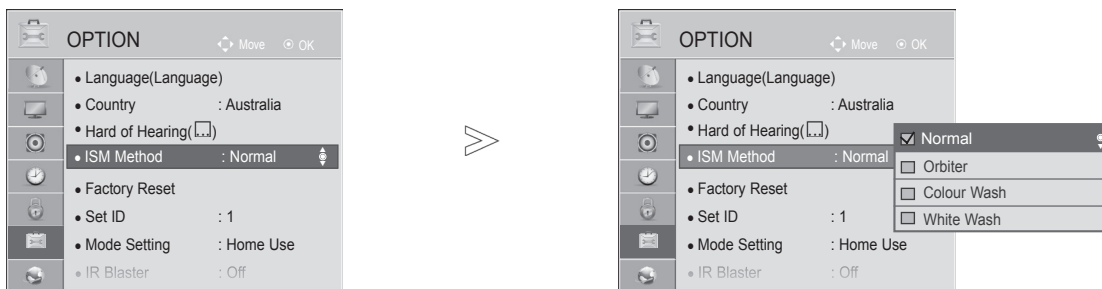 OPTION
Move OK
• Language(Language)
• Country : Australia
• Hard of Hearing( )
• ISM Method : Normal
• Factory Reset
• Set ID : 1
• Mode Setting : Home Use
• IR Blaster : Off
OPTION
Move OK
• Language(Language)
• Country : Australia
• Hard of Hearing( )
• ISM Method : Normal
• Factory Reset
• Set ID : 1
• Mode Setting : Home Use
• IR Blaster : Off
Normal
Orbiter
Colour Wash
White Wash